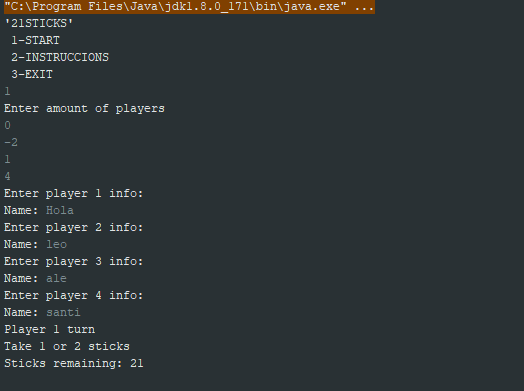 "C:\Program Files\Java\jdk1.8.0_171\bin\java.exe" ...
'21STICKS'
1-START
2-INSTRUCCIONS
3-EXIT
1
Enter amount of players
0
-2
1
4
Enter player 1 info:
Name: Hola
Enter player 2 info:
Name: leo
Enter player 3 info:
Name: ale
Enter player 4 info:
Name: santi
Player 1 turn
Take 1 or 2 sticks
Sticks remaining: 21